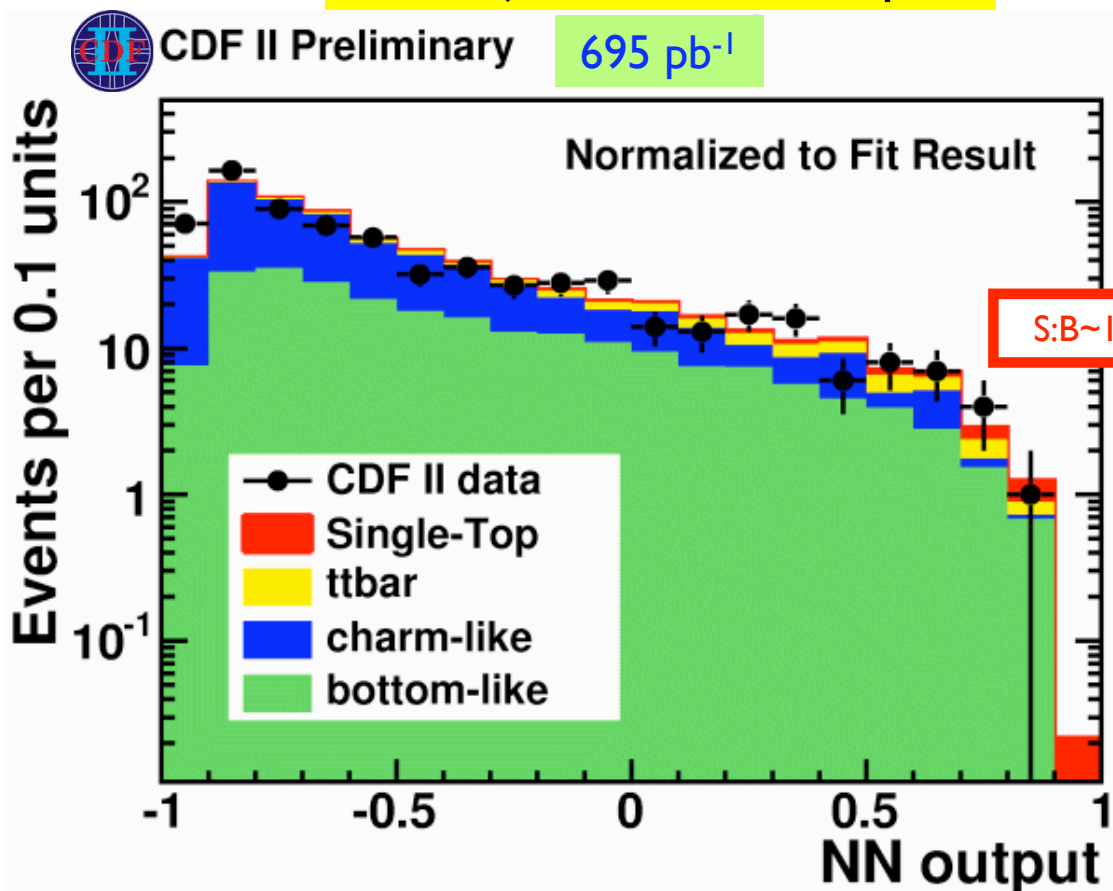 CDF II Preliminary
695 pb-1
Normalized to Fit Result
Events per 0.1 units
10²
10
1
10-1
S:B~1
CDF II data
Single-Top
ttbar
charm-like
bottom-like
-1
-0.5
0
0.5
1
NN output